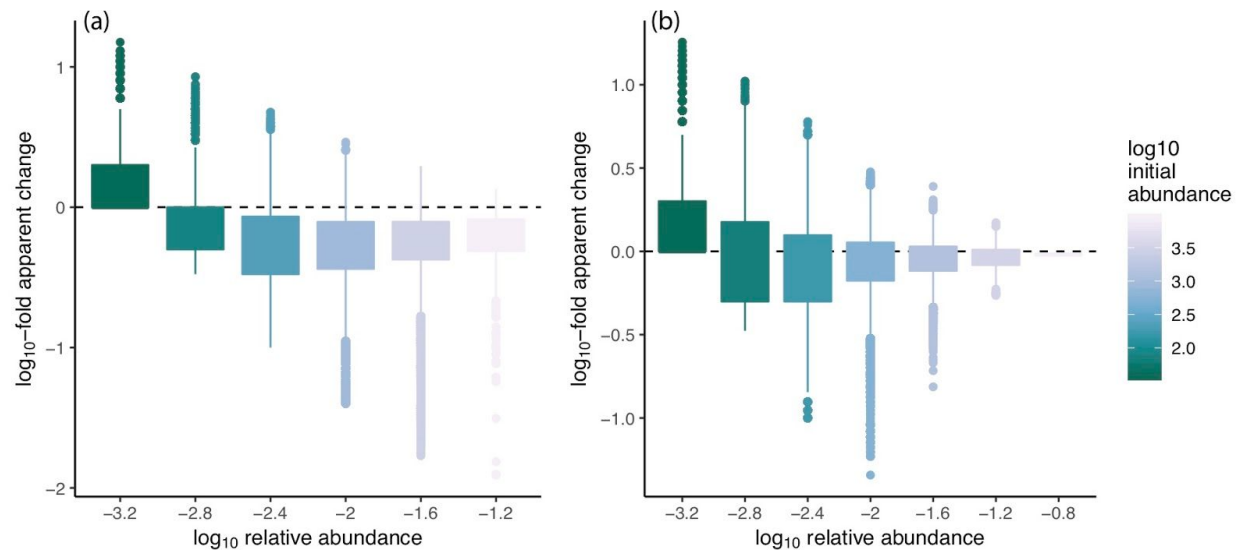 (a)
log10−fold apparent change
1
0
−1
−2
−3.2 −2.8 −2.4 −2 −1.6 −1.2
log10 relative abundance
(b)
log10−fold apparent change
1.0
0.5
0.0
−0.5
−1.0
−3.2 −2.8 −2.4 −2 −1.6 −1.2 −0.8
log10 relative abundance
log10
initial
abundance
3.5
3.0
2.5
2.0